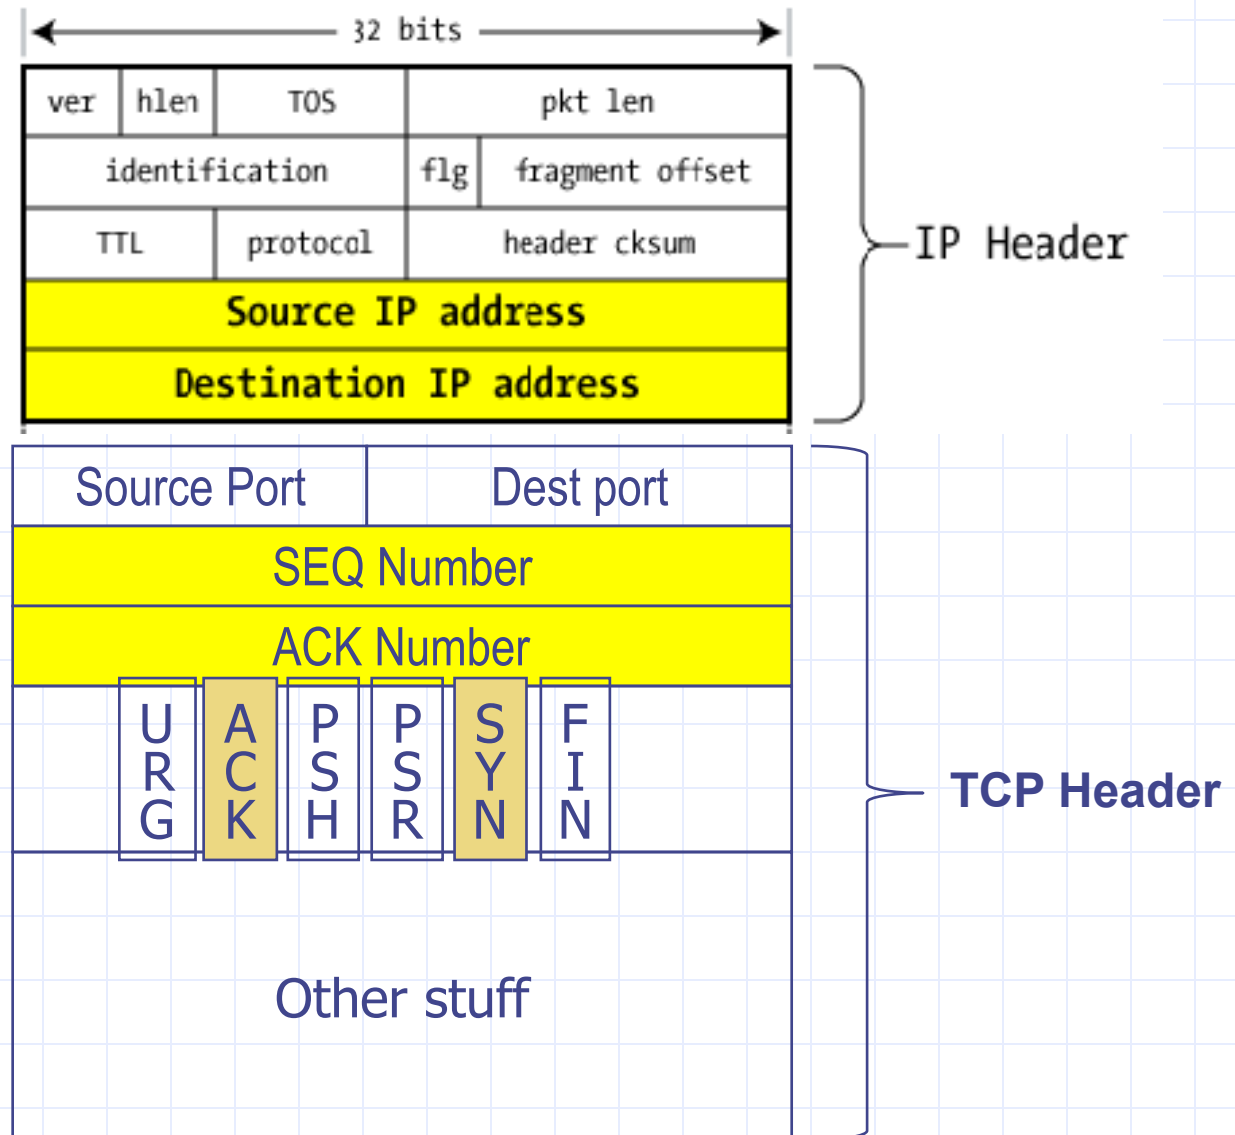 32 bits
ver hlen TOS pkt len
identification flg fragment offset
TTL protocol header cksum
Source IP address
Destination IP address
IP Header
Source Port Dest port
SEQ Number
ACK Number
URG ACK PSH PSR SYN FIN
TCP Header
Other stuff